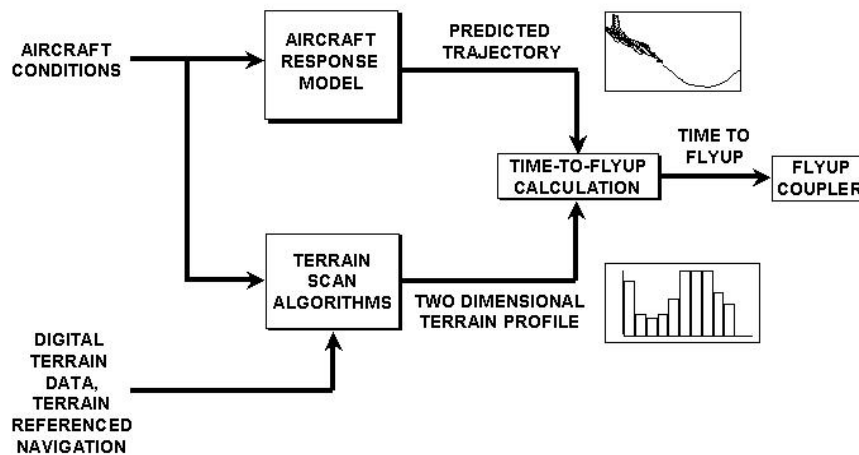 AIRCRAFT
CONDITIONS
AIRCRAFT
RESPONSE
MODEL
PREDICTED
TRAJECTORY
TIME-TO-FLYUP
CALCULATION
TIME TO
FLYUP
FLYUP
COUPLER
TERRAIN
SCAN
ALGORITHMS
TWO DIMENSIONAL
TERRAIN PROFILE
DIGITAL
TERRAIN
DATA,
TERRAIN
REFERENCED
NAVIGATION